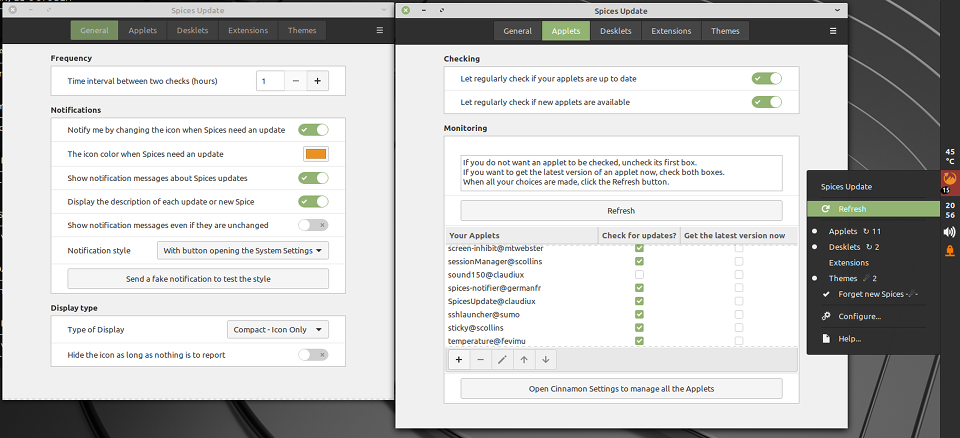 Spices Update
General
Applets
Desklets
Extensions
Themes
Frequency
Time interval between two checks (hours)
1
Notifications
Notify me by changing the icon when Spices need an update
The icon color when Spices need an update
Show notification messages about Spices updates
Display the description of each update or new Spice
Show notification messages even if they are unchanged
Notification style
With button opening the System Settings
Send a fake notification to test the style
Display type
Type of Display
Compact - Icon Only
Hide the icon as long as nothing is to report
Spices Update
General
Applets
Desklets
Extensions
Themes
Checking
Let regularly check if your applets are up to date
Let regularly check if new applets are available
Monitoring
If you do not want an applet to be checked, uncheck its first box.
If you want to get the latest version of an applet now, check both boxes.
When all your choices are made, click the Refresh button.
Refresh
Your Applets
Check for updates?
Get the latest version now
screen-inhibit@mtwebster
sessionManager@scollins
sound150@claudiux
spices-notifier@germanfr
SpicesUpdate@claudiux
sshlauncher@sumo
sticky@scollins
temperature@fevimu
Open Cinnamon Settings to manage all the Applets
Spices Update
Refresh
Applets ↻ 11
Desklets ↻ 2
Extensions
Themes ☄ 2
Forget new Spices -☄-
Configure...
Help...
45
°C
15
20
56